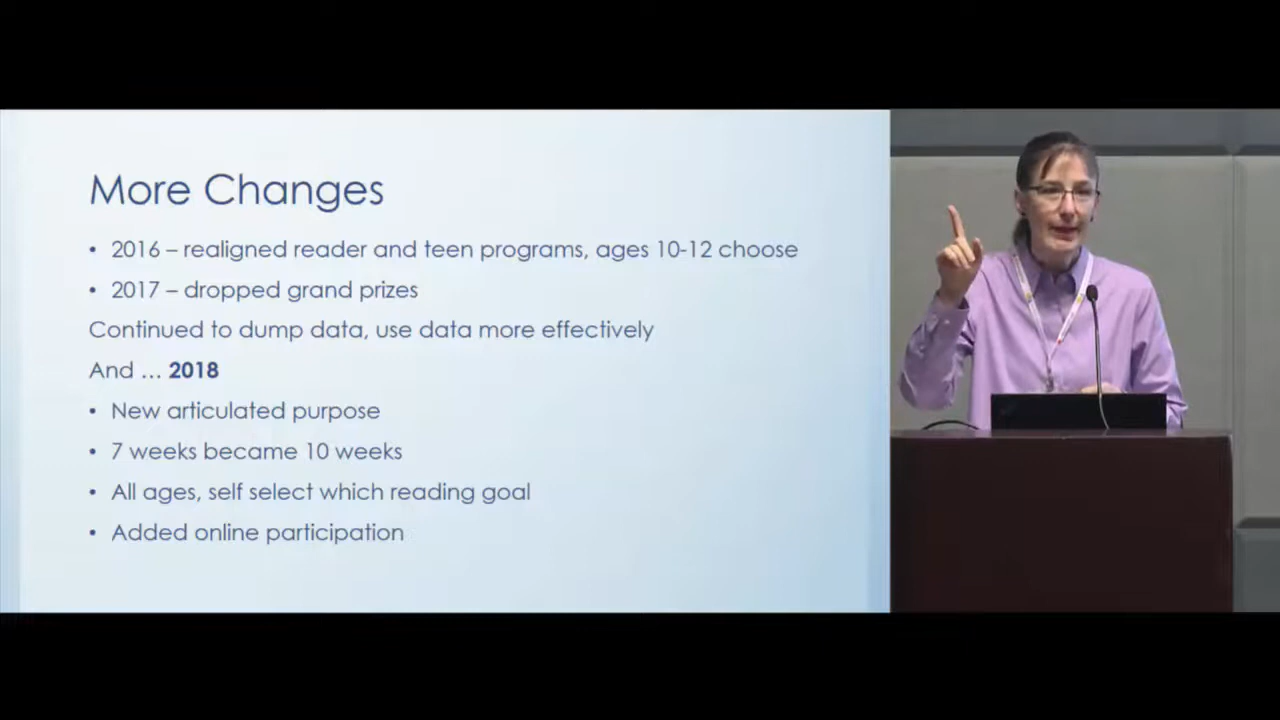 More Changes
• 2016 – realigned reader and teen programs, ages 10-12 choose
• 2017 – dropped grand prizes
Continued to dump data, use data more effectively
And … 2018
• New articulated purpose
• 7 weeks became 10 weeks
• All ages, self select which reading goal
• Added online participation